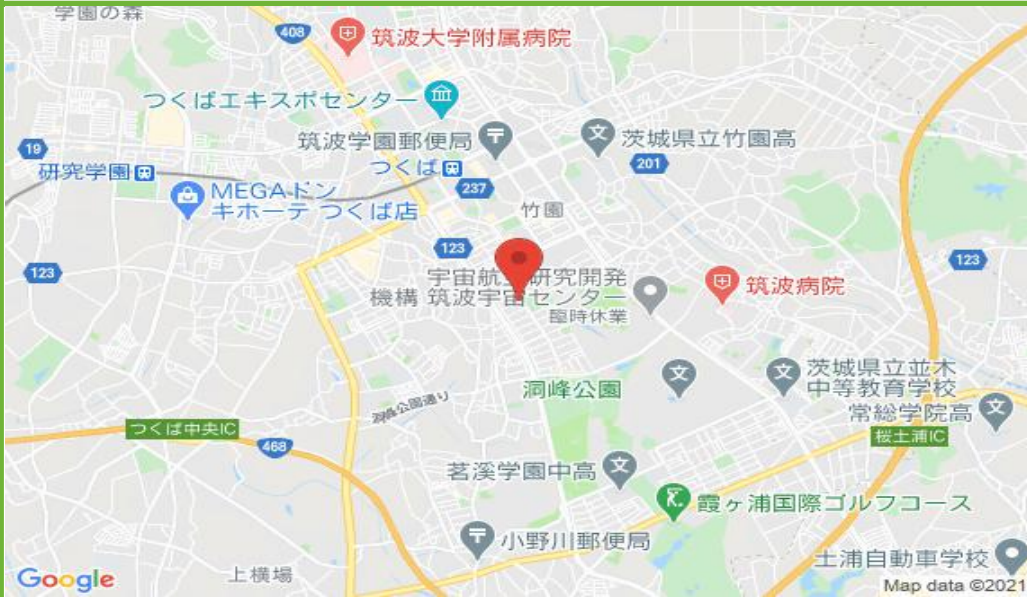 学園の森
408
筑波大学附属病院
つくばエキスポセンター
筑波学園郵便局
茨城県立竹園高
19
研究学園
つくば
201
237
MEGAドン
キホーテ つくば店
竹園
123
123
123
宇宙航空研究開発
機構 筑波宇宙センター
臨時休業
筑波病院
洞峰公園
茨城県立並木
中等教育学校
洞峰公園通り
常総学院高
つくば中央IC
468
桜土浦IC
茗溪学園中高
霞ヶ浦国際ゴルフコース
小野川郵便局
土浦自動車学校
上横場
Google
Map data ©2021